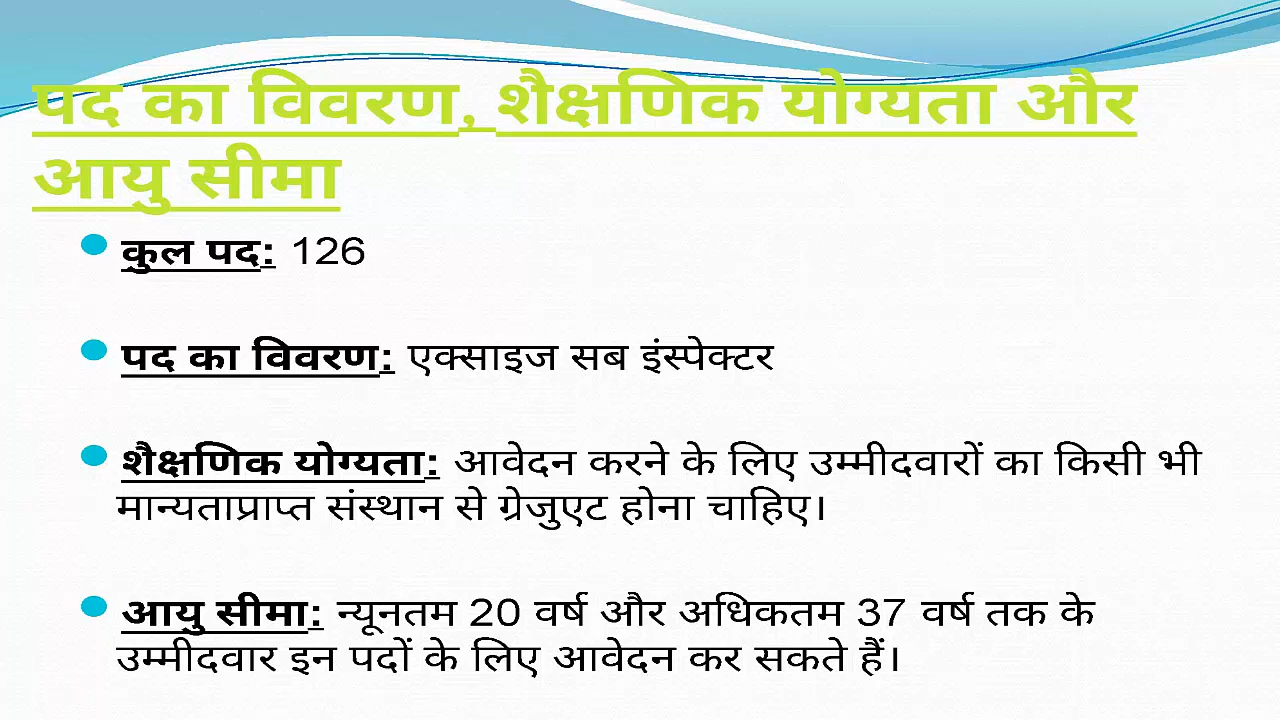 पद का विवरण, शैक्षणिक योग्यता और
आयु सीमा
कुल पद: 126
पद का विवरण: एक्साइज सब इंस्पेक्टर
शैक्षणिक योग्यता: आवेदन करने के लिए उम्मीदवारों का किसी भी
मान्यताप्राप्त संस्थान से ग्रेजुएट होना चाहिए।
आयु सीमा: न्यूनतम 20 वर्ष और अधिकतम 37 वर्ष तक के
उम्मीदवार इन पदों के लिए आवेदन कर सकते हैं।